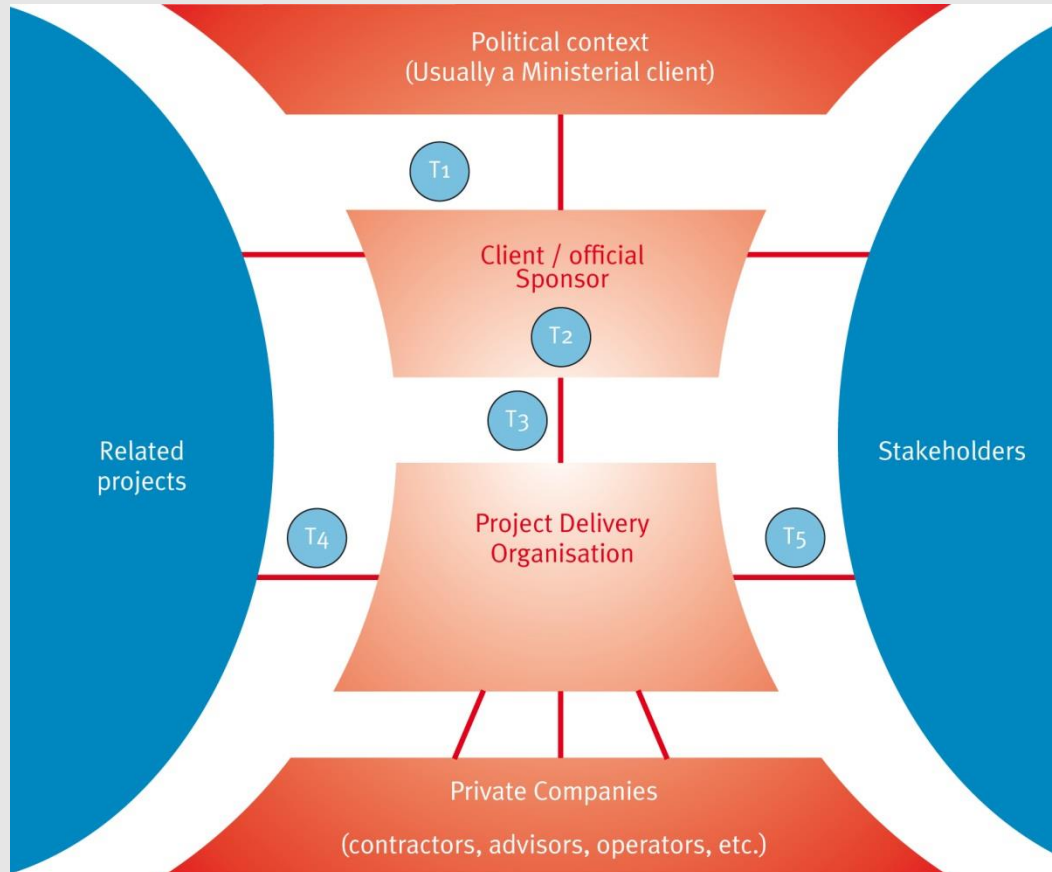 Political context
(Usually a Ministerial client)
T1
Client / official
Sponsor
T2
T3
Related
projects
Stakeholders
T4
Project Delivery
Organisation
T5
Private Companies
(contractors, advisors, operators, etc.)